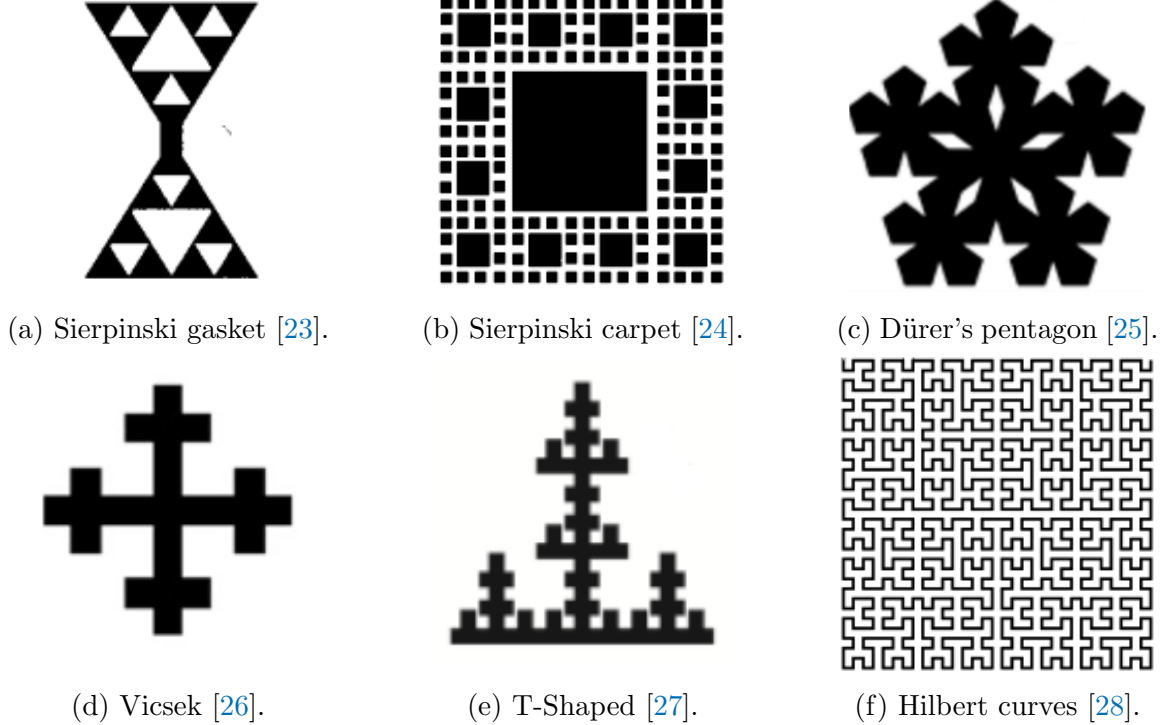 (a) Sierpinski gasket [23].
(b) Sierpinski carpet [24].
(c) Dürer's pentagon [25].
(d) Vicsek [26].
(e) T-Shaped [27].
(f) Hilbert curves [28].